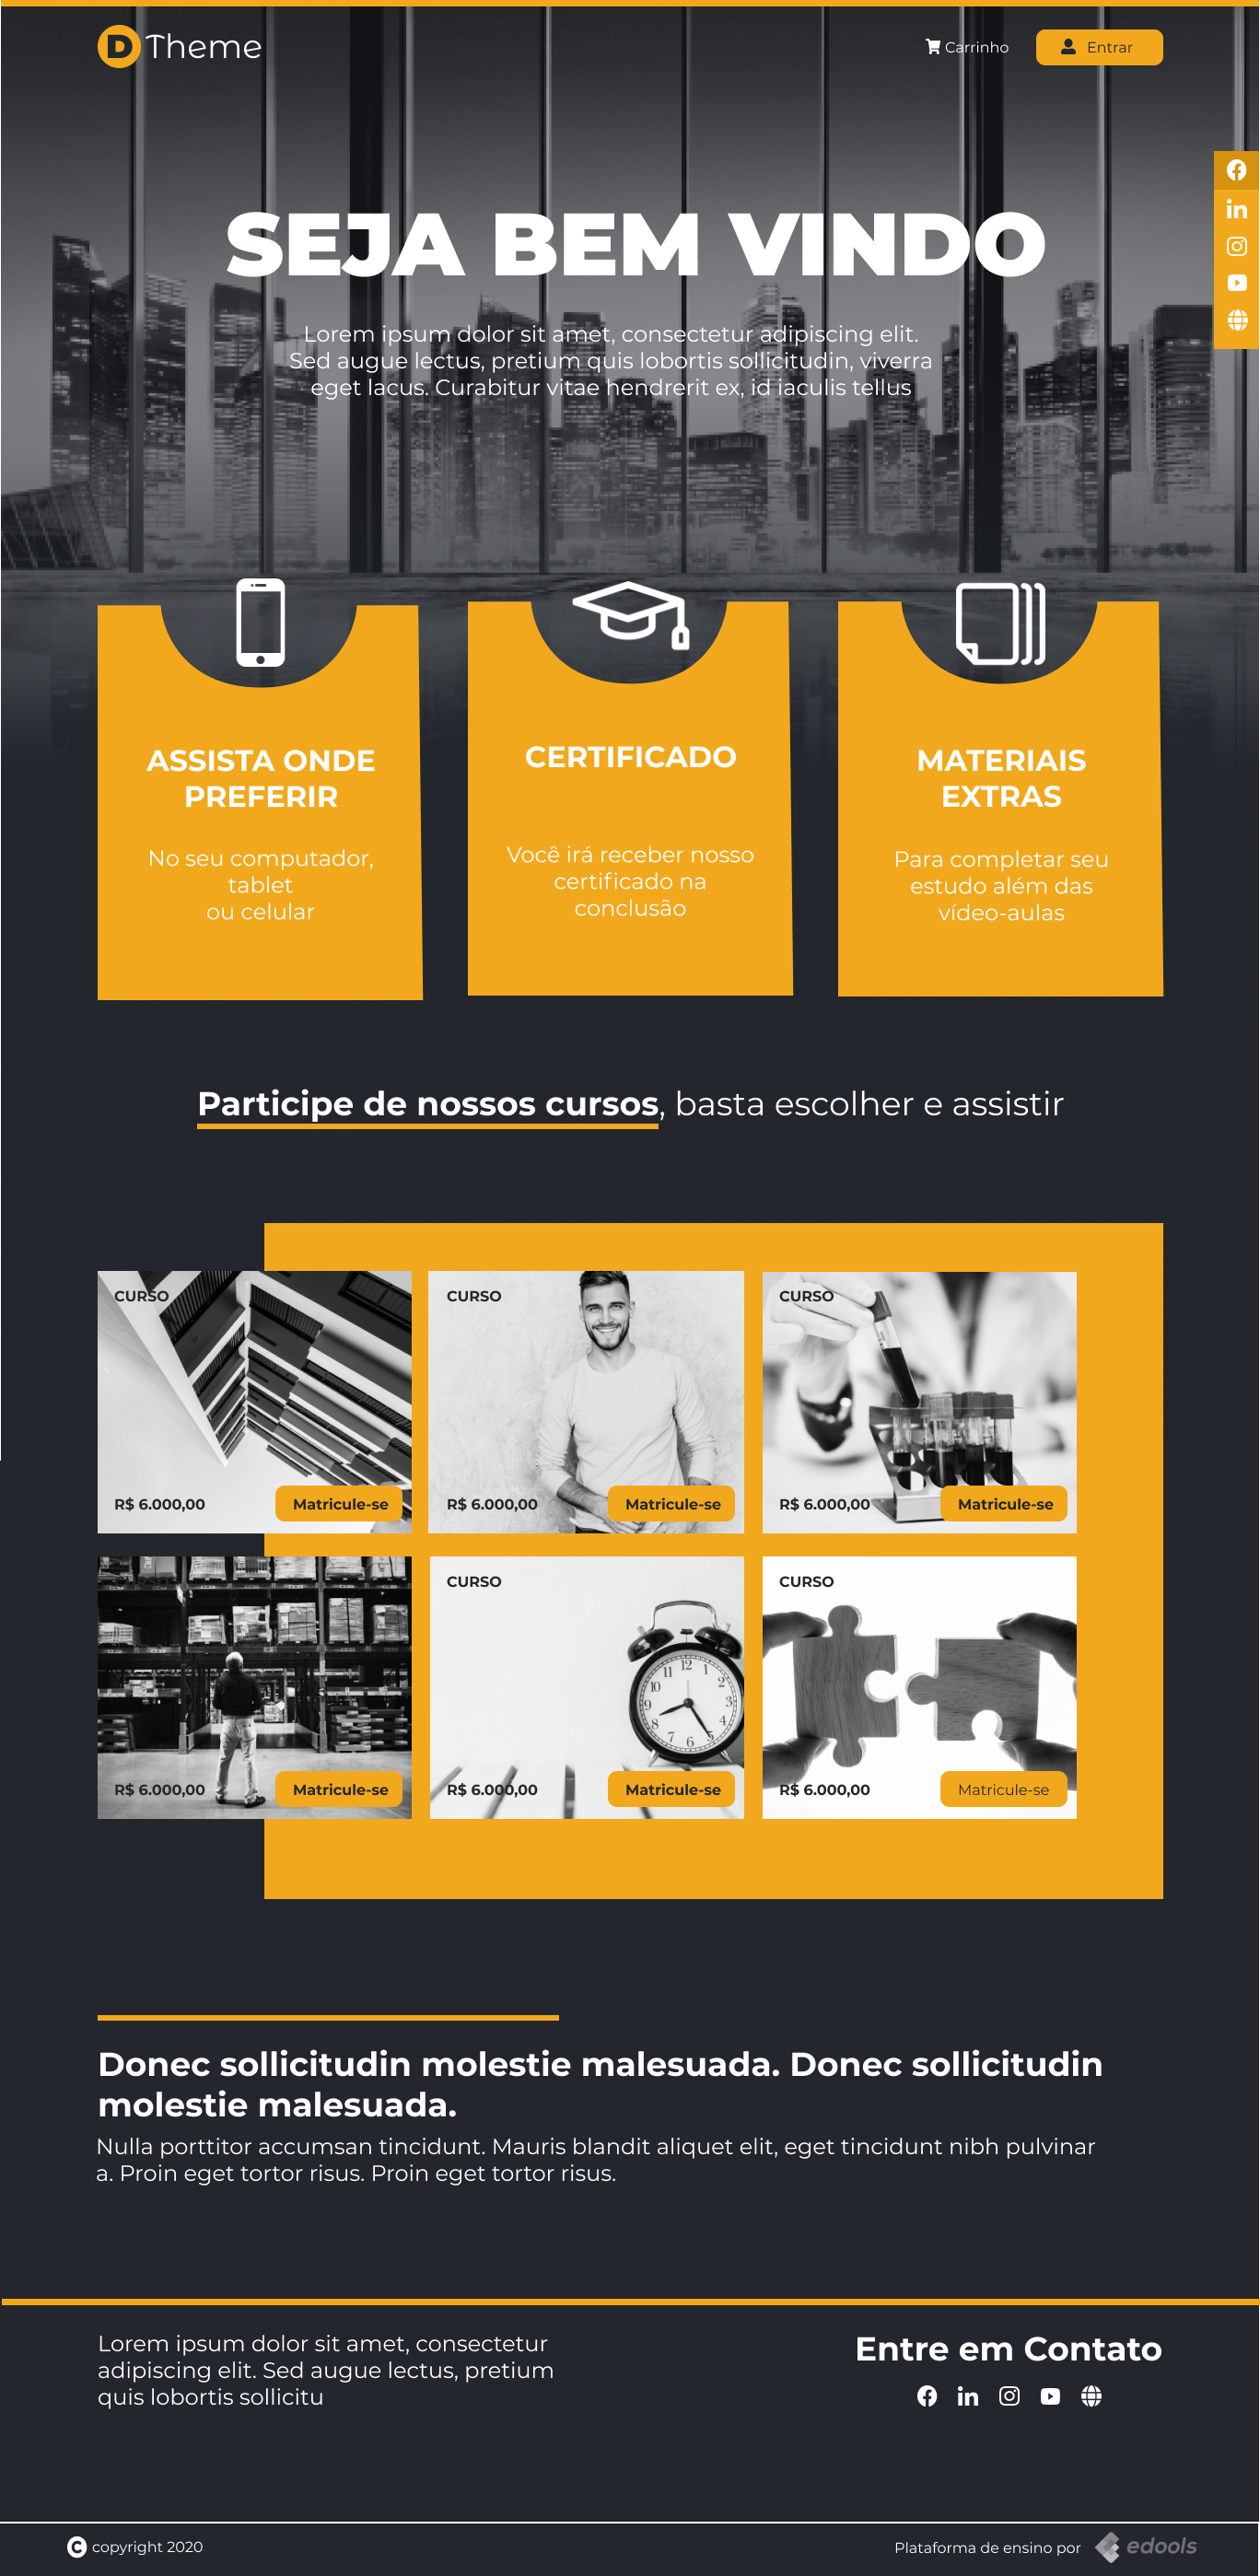 D Theme
Carrinho
Entrar
SEJA BEM VINDO
Lorem ipsum dolor sit amet, consectetur adipiscing elit.
Sed augue lectus, pretium quis lobortis sollicitudin, viverra
eget lacus. Curabitur vitae hendrerit ex, id iaculis tellus
ASSISTA ONDE
PREFERIR
No seu computador,
tablet
ou celular
CERTIFICADO
Você irá receber nosso
certificado na
conclusão
MATERIAIS
EXTRAS
Para completar seu
estudo além das
vídeo-aulas
Participe de nossos cursos, basta escolher e assistir
CURSO
R$ 6.000,00
Matricule-se
CURSO
R$ 6.000,00
Matricule-se
CURSO
R$ 6.000,00
Matricule-se
CURSO
R$ 6.000,00
Matricule-se
CURSO
R$ 6.000,00
Matricule-se
CURSO
R$ 6.000,00
Matricule-se
Donec sollicitudin molestie malesuada. Donec sollicitudin
molestie malesuada.
Nulla porttitor accumsan tincidunt. Mauris blandit aliquet elit, eget tincidunt nibh pulvinar
a. Proin eget tortor risus. Proin eget tortor risus.
Lorem ipsum dolor sit amet, consectetur
adipiscing elit. Sed augue lectus, pretium
quis lobortis sollicitu
Entre em Contato
C copyright 2020
Plataforma de ensino por edools